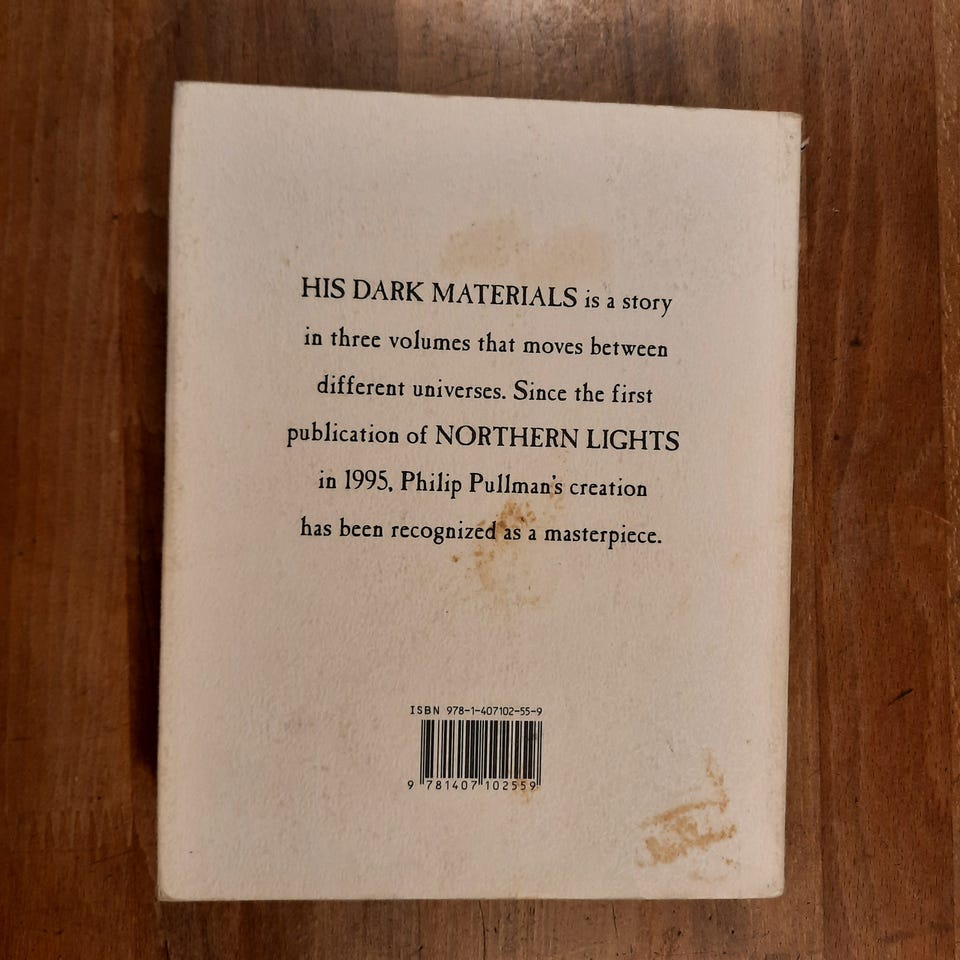 HIS DARK MATERIALS is a story
in three volumes that moves between
different universes. Since the first
publication of NORTHERN LIGHTS
in 1995, Philip Pullman's creation
has been recognized as a masterpiece.
ISBN 978-1-407102-55-9
9 781407 102559